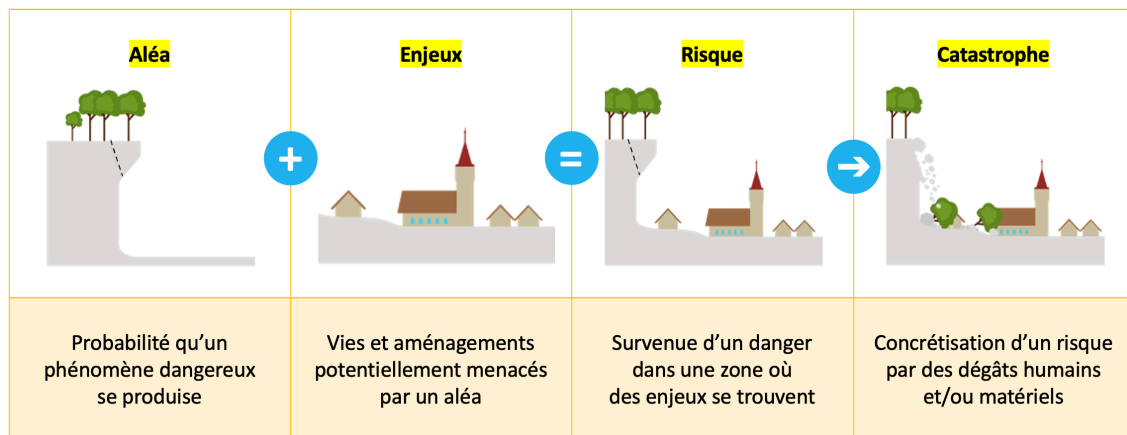 Aléa
Enjeux
Risque
Catastrophe
+
=
→
Probabilité qu’un
phénomène dangereux
se produise
Vies et aménagements
potentiellement menacés
par un aléa
Survenue d’un danger
dans une zone où
des enjeux se trouvent
Concrétisation d’un risque
par des dégâts humains
et/ou matériels